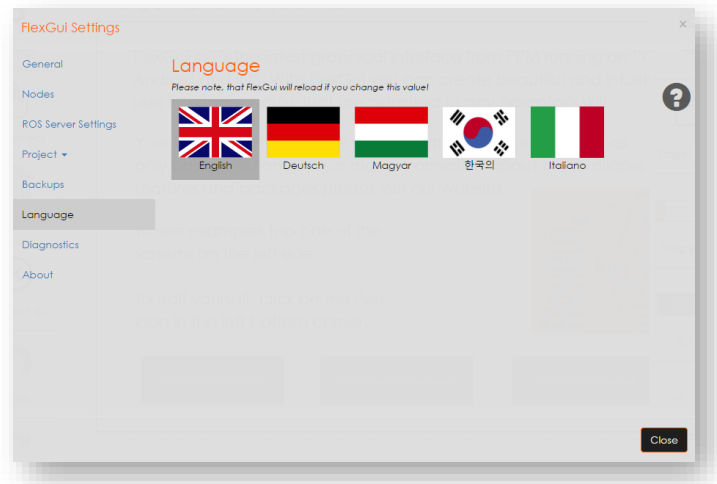 FlexGui Settings
×
General
Nodes
ROS Server Settings
Project
Backups
Language
Diagnostics
About
Language
Please note, that FlexGui will reload if you change this value!
?
English
Deutsch
Magyar
한국의
Italiano
Close